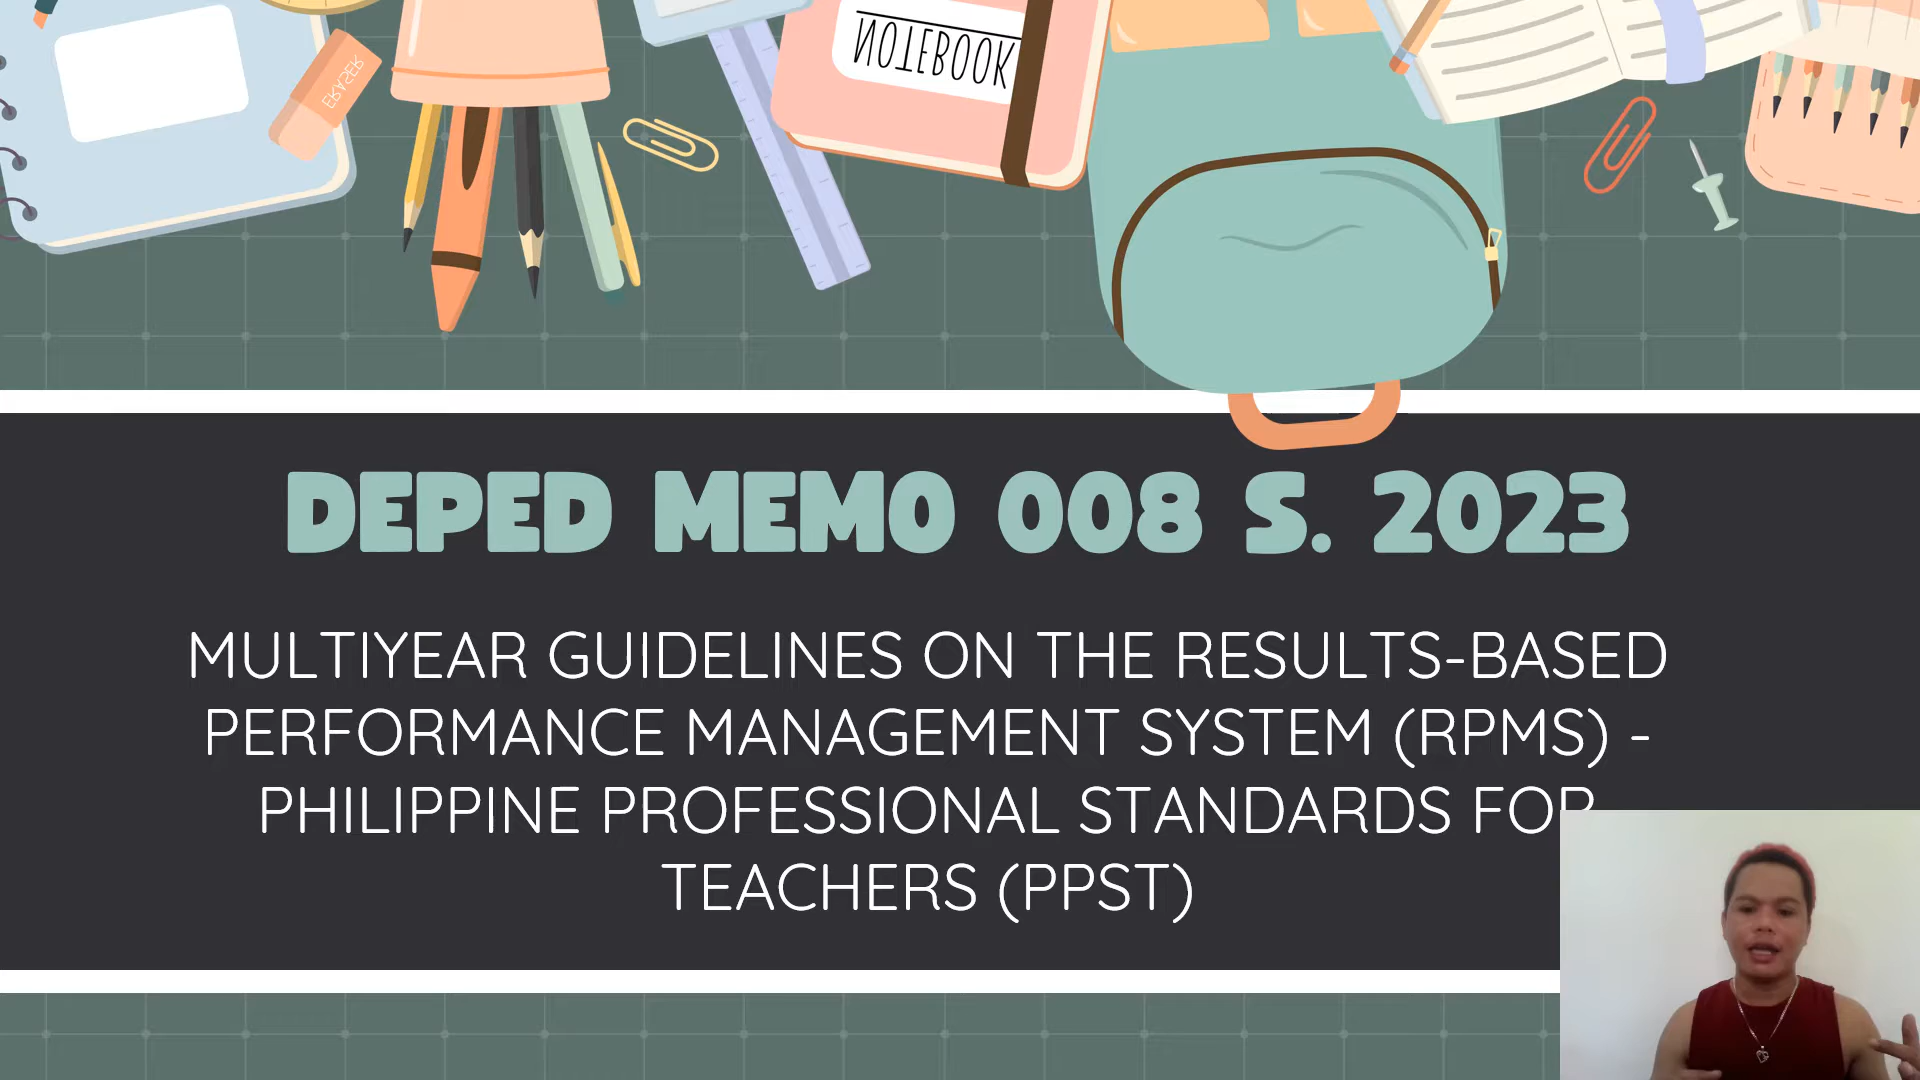 ERASER
NOTEBOOK
DEPED MEMO 008 S. 2023
MULTIYEAR GUIDELINES ON THE RESULTS-BASED
PERFORMANCE MANAGEMENT SYSTEM (RPMS) -
PHILIPPINE PROFESSIONAL STANDARDS FOR
TEACHERS (PPST)